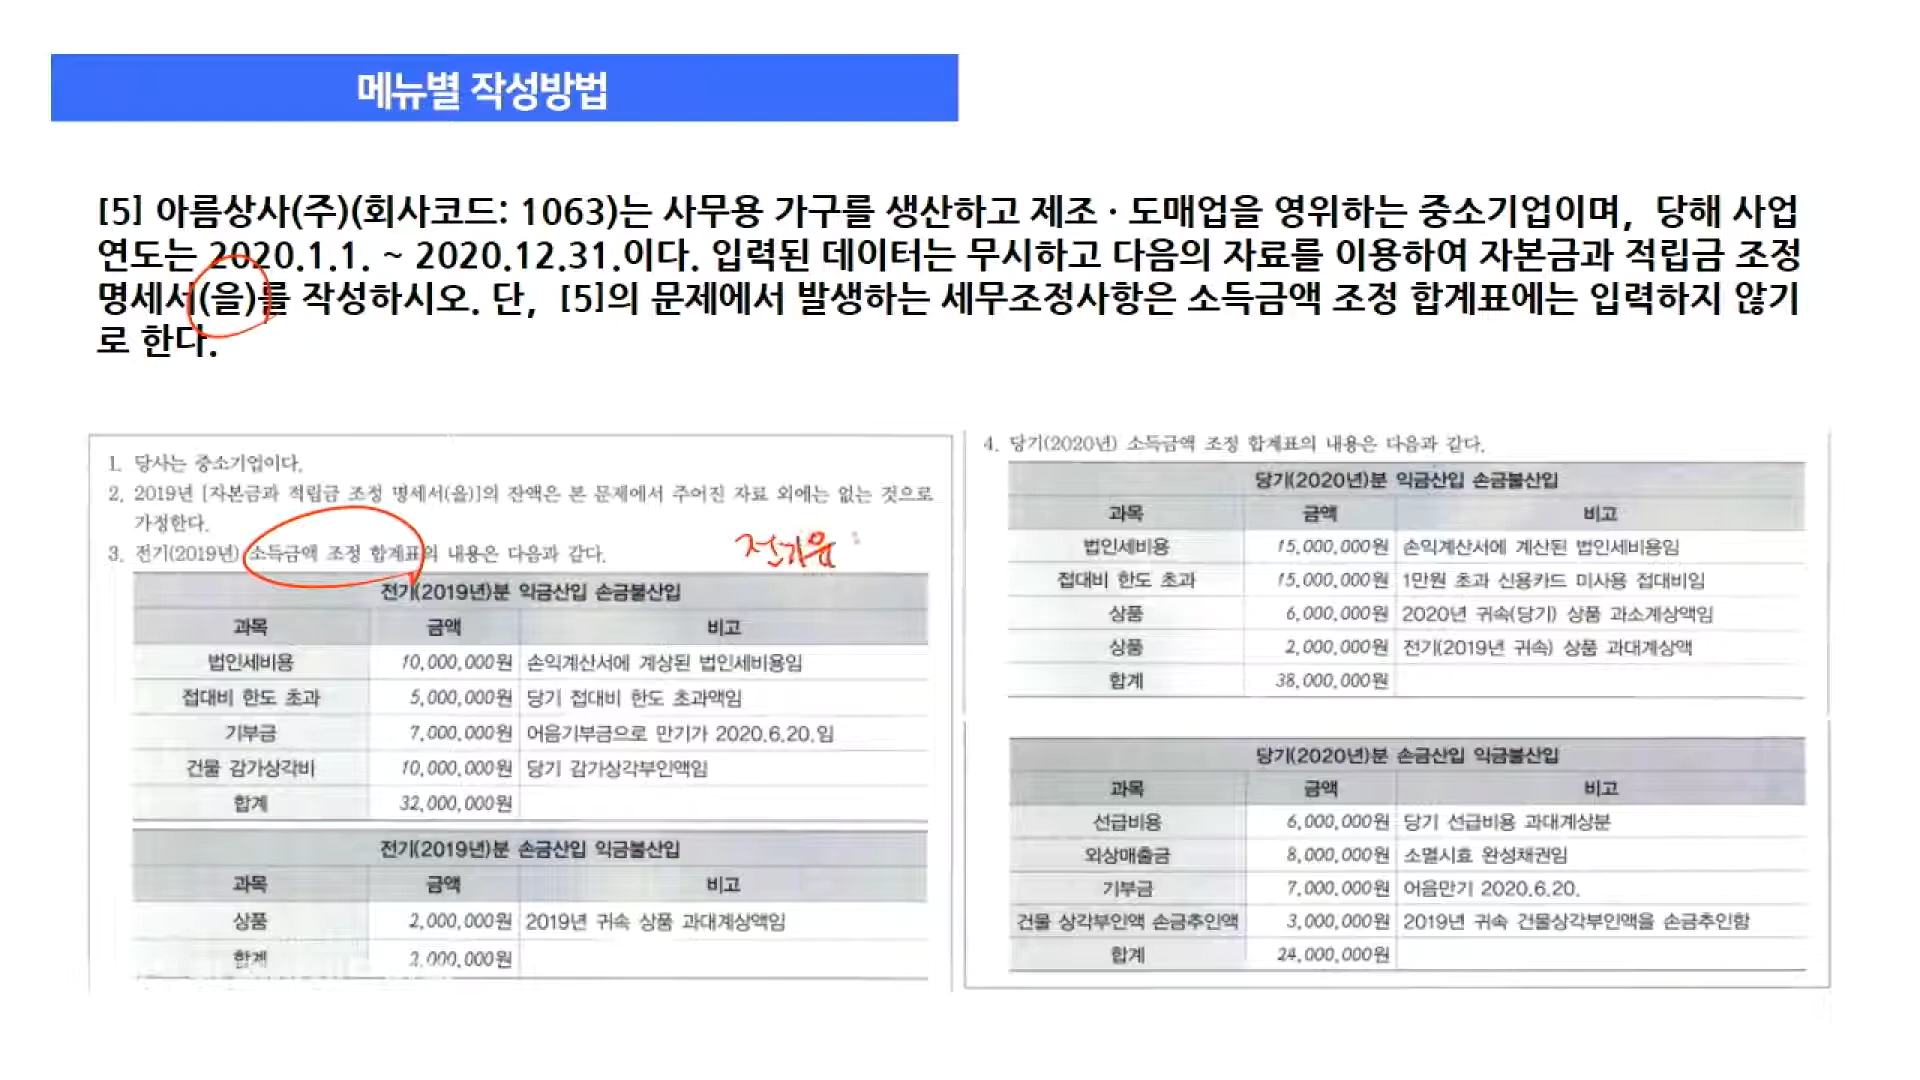 메뉴별 작성방법
[5] 아름상사(주)(회사코드: 1063)는 사무용 가구를 생산하고 제조 · 도매업을 영위하는 중소기업이며, 당해 사업
연도는 2020.1.1. ~ 2020.12.31.이다. 입력된 데이터는 무시하고 다음의 자료를 이용하여 자본금과 적립금 조정
명세서(을)를 작성하시오. 단, [5]의 문제에서 발생하는 세무조정사항은 소득금액 조정 합계표에는 입력하지 않기
로 한다.
1. 당사는 중소기업이다.
2. 2019년 [자본금과 적립금 조정 명세서(을)]의 잔액은 본 문제에서 주어진 자료 외에는 없는 것으로
가정한다.
3. 전기(2019년) 소득금액 조정 합계표의 내용은 다음과 같다.
전기을
전기(2019년)분 익금산입 손금불산입
과목 금액 비고
법인세비용 10,000,000원 손익계산서에 계상된 법인세비용임
접대비 한도 초과 5,000,000원 당기 접대비 한도 초과액임
기부금 7,000,000원 어음기부금으로 만기가 2020.6.20.임
건물 감가상각비 10,000,000원 당기 감가상각부인액임
합계 32,000,000원
전기(2019년)분 손금산입 익금불산입
과목 금액 비고
상품 2,000,000원 2019년 귀속 상품 과대계상액임
합계 2,000,000원
4. 당기(2020년) 소득금액 조정 합계표의 내용은 다음과 같다.
당기(2020년)분 익금산입 손금불산입
과목 금액 비고
법인세비용 15,000,000원 손익계산서에 계산된 법인세비용임
접대비 한도 초과 15,000,000원 1만원 초과 신용카드 미사용 접대비임
상품 6,000,000원 2020년 귀속(당기) 상품 과소계상액임
상품 2,000,000원 전기(2019년 귀속) 상품 과대계상액
합계 38,000,000원
당기(2020년)분 손금산입 익금불산입
과목 금액 비고
선급비용 6,000,000원 당기 선급비용 과대계상분
외상매출금 8,000,000원 소멸시효 완성채권임
기부금 7,000,000원 어음만기 2020.6.20.
건물 상각부인액 손금추인액 3,000,000원 2019년 귀속 건물상각부인액을 손금추인함
합계 24,000,000원